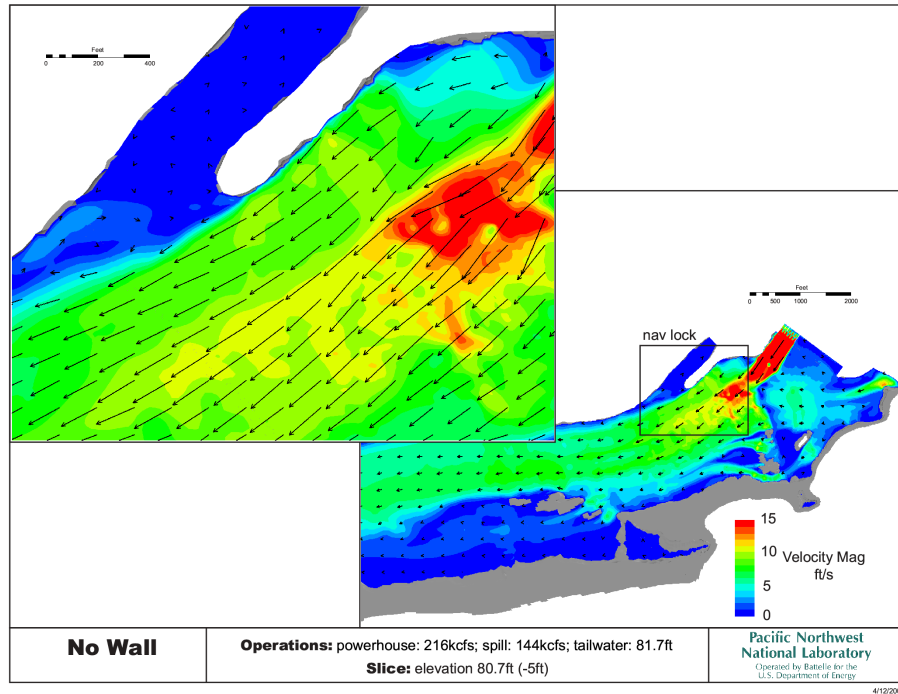 Feet
0 200 400
Feet
0 500 1000 2000
nav lock
15
10
5
0
Velocity Mag
ft/s
No Wall
Operations: powerhouse: 216kcfs; spill: 144kcfs; tailwater: 81.7ft
Slice: elevation 80.7ft (-5ft)
Pacific Northwest
National Laboratory
Operated by Battelle for the
U.S. Department of Energy